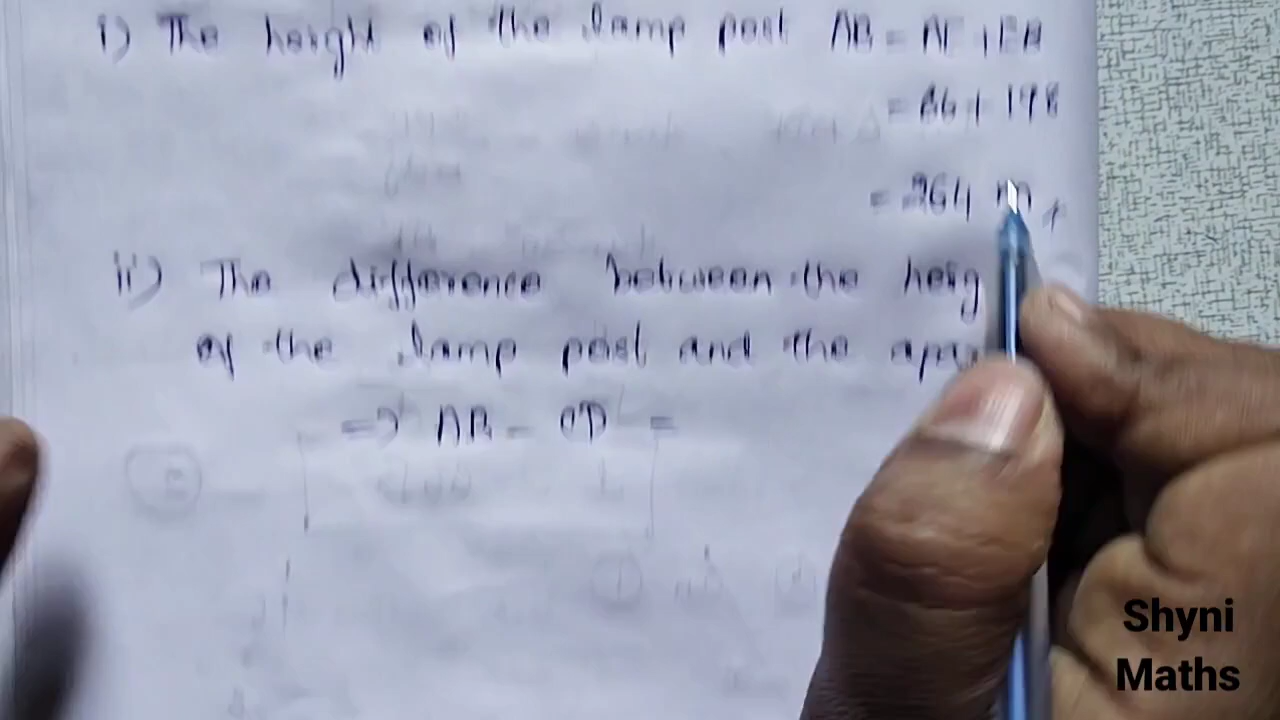 i) The height of the lamp post AB = AE + EB
= 66 + 198
= 264 m
ii) The difference between the heig
of the lamp post and the apa
=> AB - CD =
Shyni
Maths